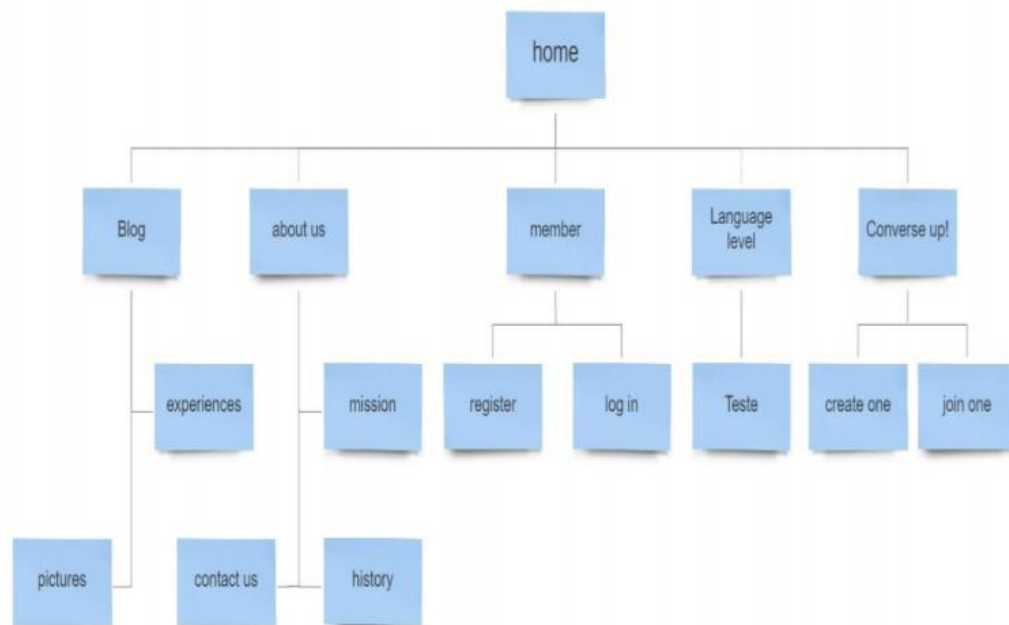 home
Blog
about us
member
Language
level
Converse up!
experiences
mission
register
log in
Teste
create one
join one
pictures
contact us
history